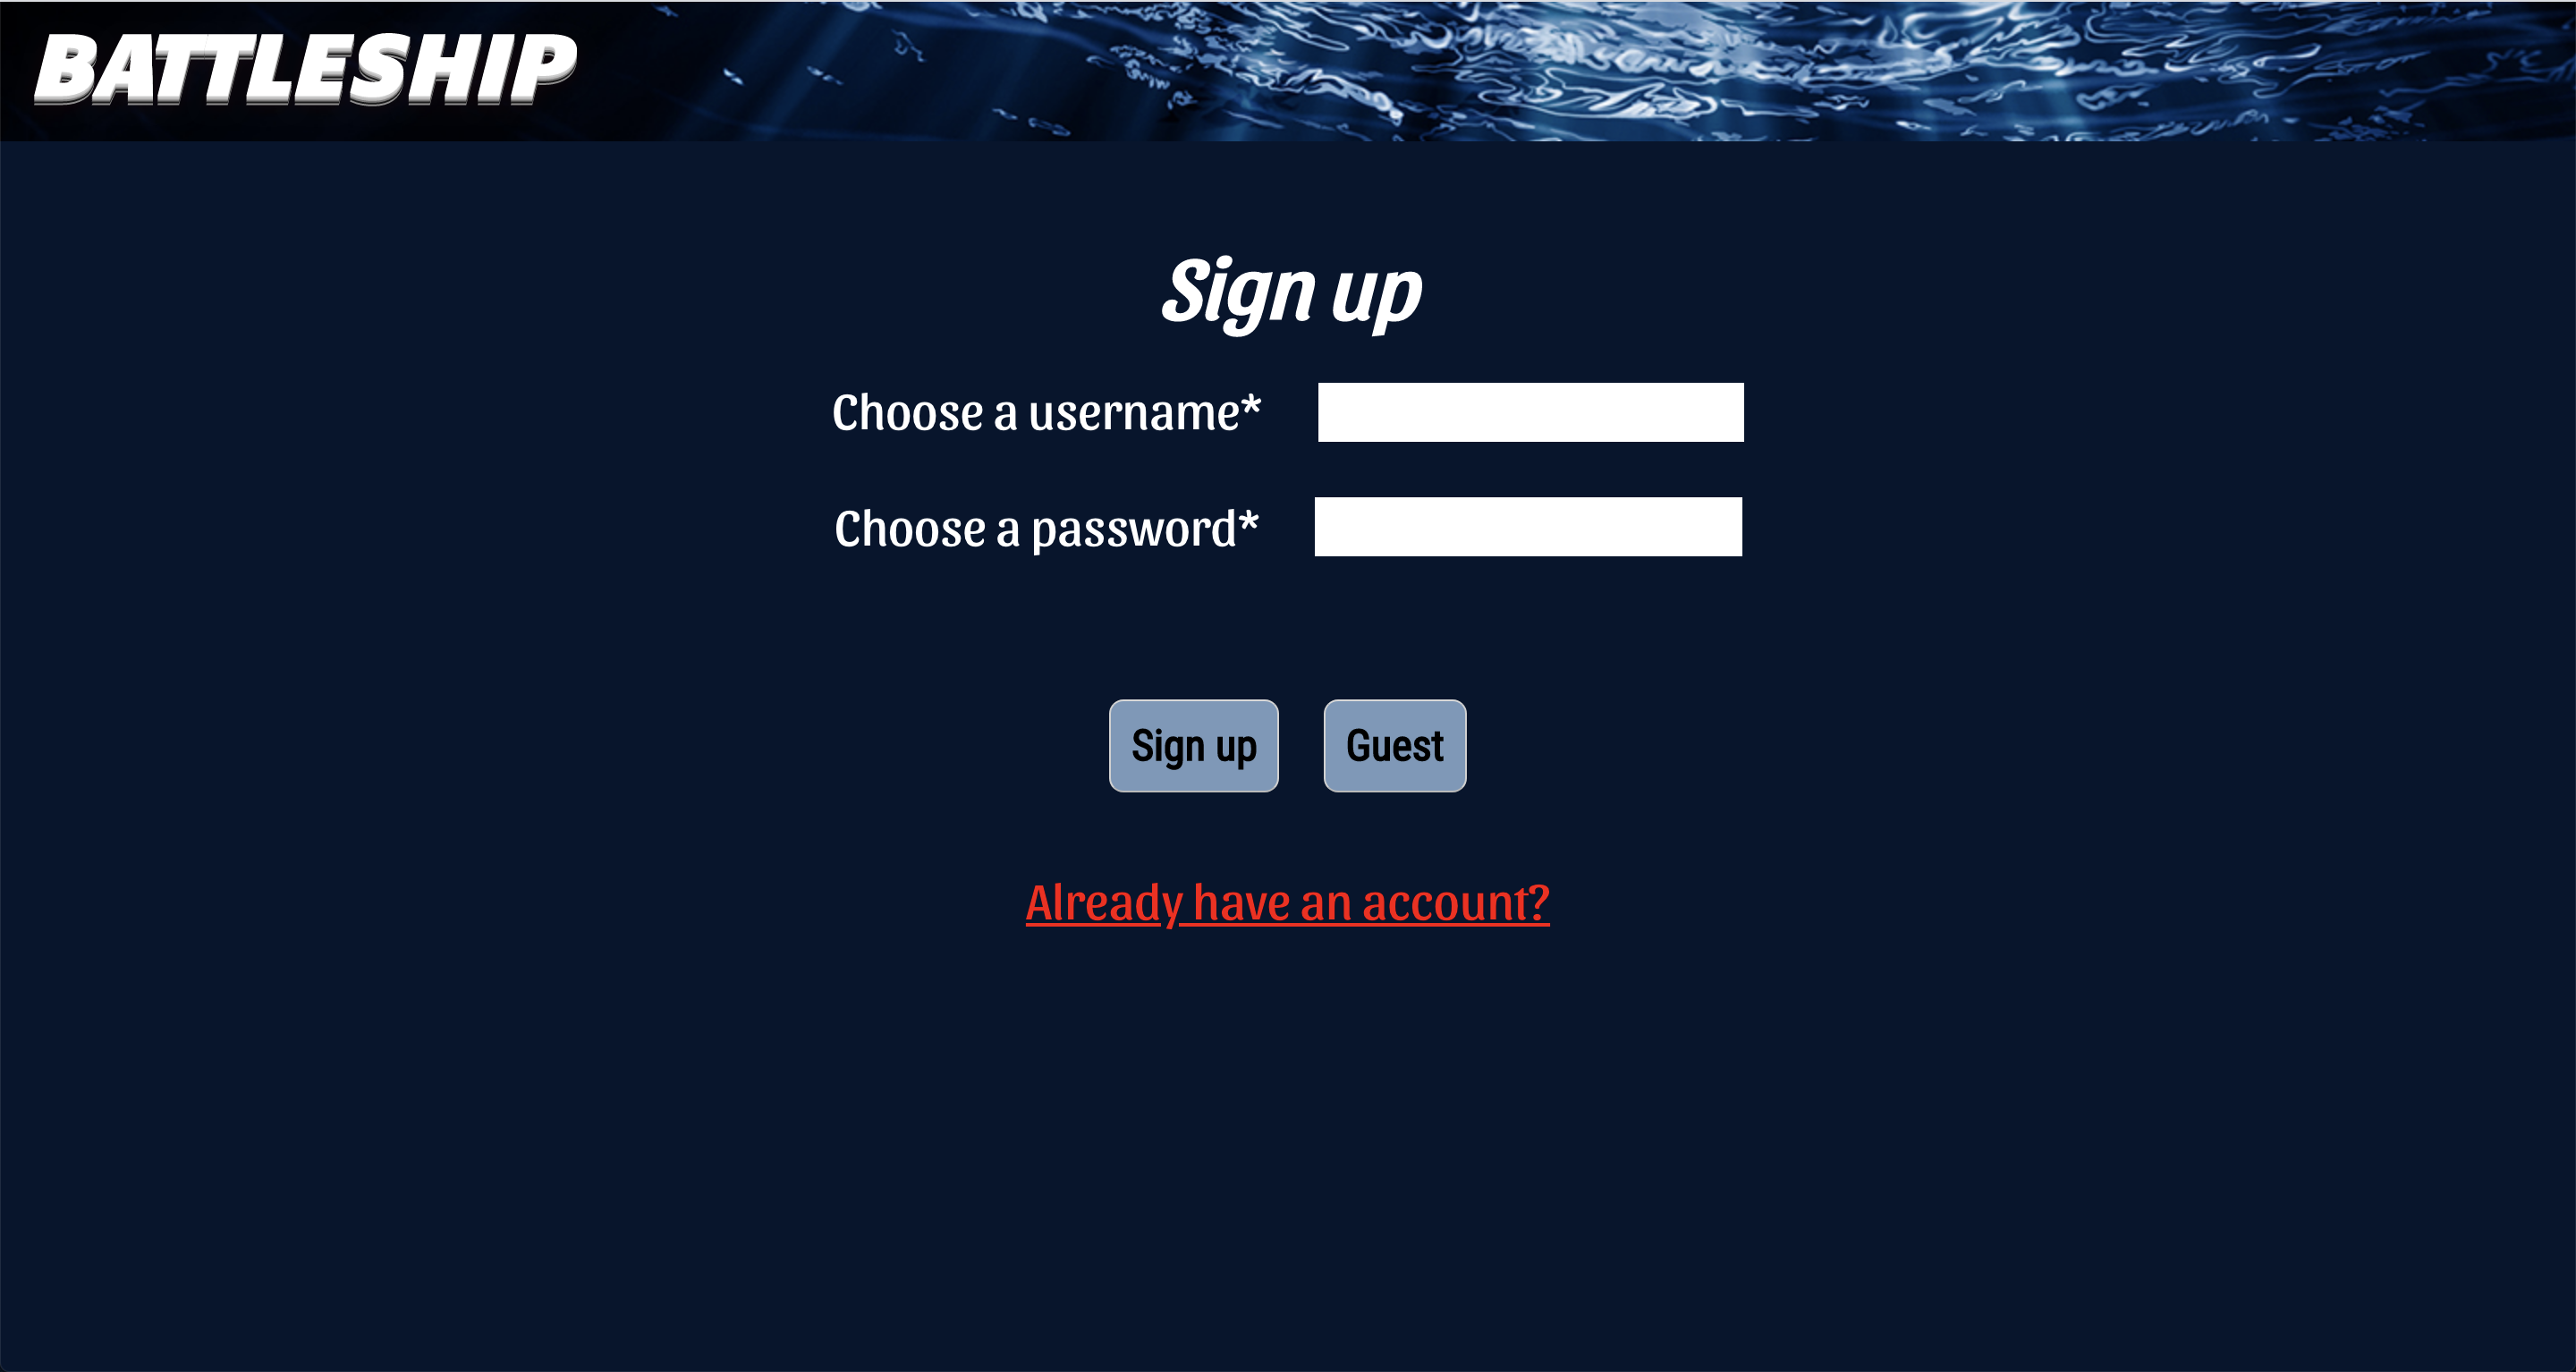 BATTLESHIP
Sign up
Choose a username*
Choose a password*
Sign up Guest
Already have an account?